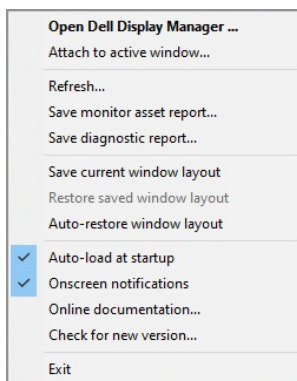 Open Dell Display Manager ...
Attach to active window...
Refresh...
Save monitor asset report...
Save diagnostic report...
Save current window layout
Restore saved window layout
Auto-restore window layout
Auto-load at startup
Onscreen notifications
Online documentation...
Check for new version...
Exit